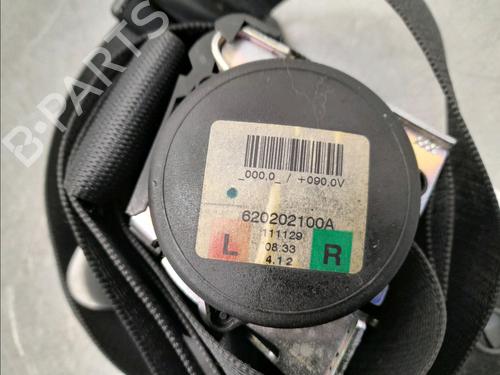 B-PARTS
_000,0_ / +090,0V
620202100A
111129
L 08:33 R
4.1 2